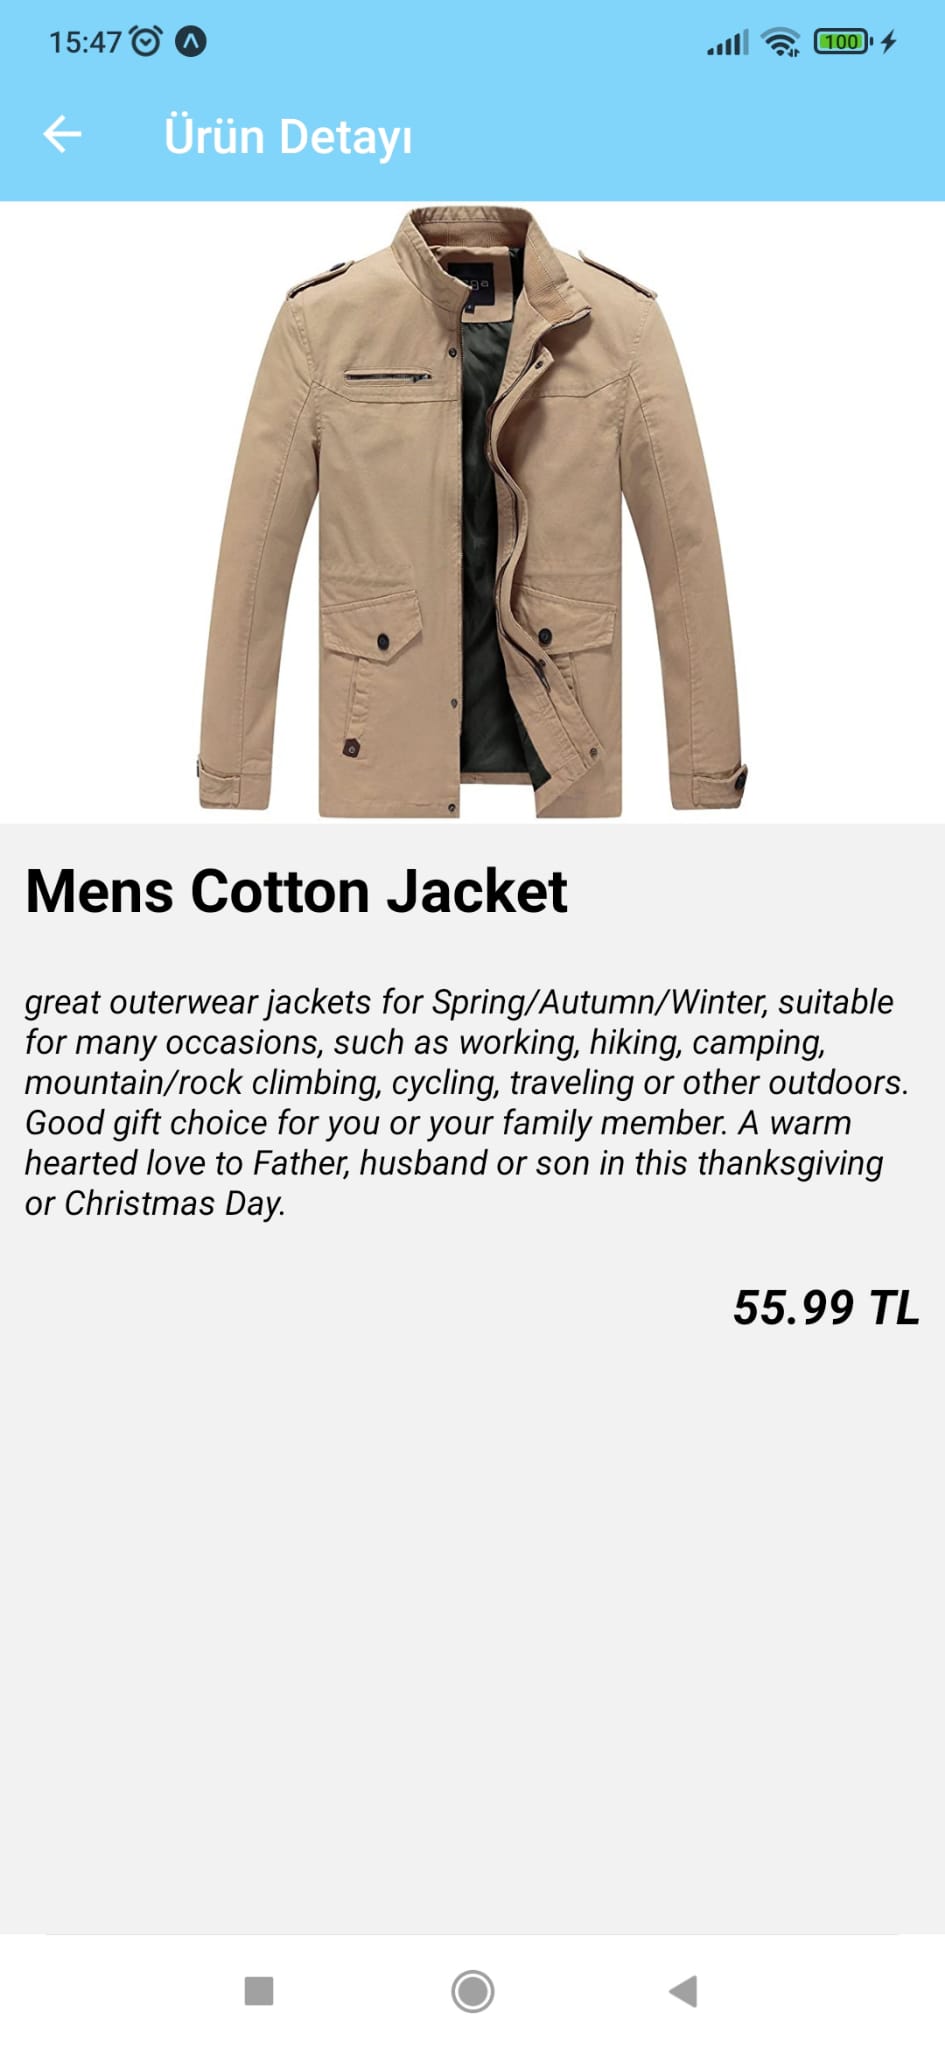 15:47
100
Ürün Detayı
Mens Cotton Jacket
great outerwear jackets for Spring/Autumn/Winter, suitable
for many occasions, such as working, hiking, camping,
mountain/rock climbing, cycling, traveling or other outdoors.
Good gift choice for you or your family member. A warm
hearted love to Father, husband or son in this thanksgiving
or Christmas Day.
55.99 TL